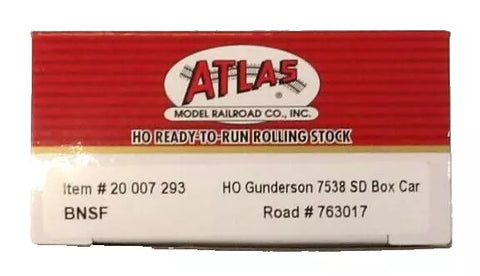 ATLAS
®
MODEL RAILROAD CO., INC.
HO READY-TO-RUN ROLLING STOCK
Item # 20 007 293 HO Gunderson 7538 SD Box Car
BNSF Road # 763017